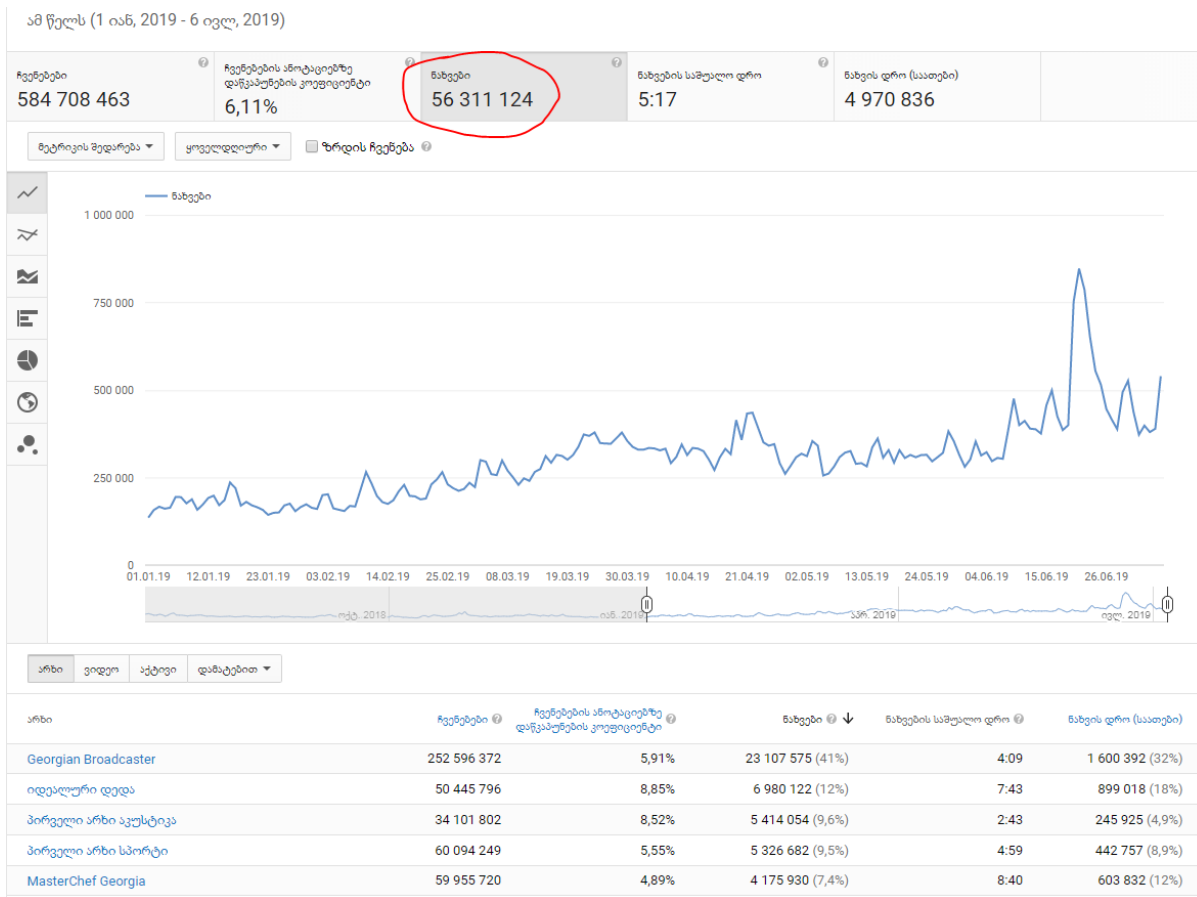 ამ წელს (1 იან, 2019 - 6 ივლ, 2019)
ჩვენებები
584 708 463
ჩვენებების ანოტაციებზე
დაწკაპუნების კოეფიციენტი
6,11%
ნახვები
56 311 124
ნახვების საშუალო დრო
5:17
ნახვის დრო (საათები)
4 970 836
მეტრიკის შედარება
ყოველდღიური
ზრდის ჩვენება
ნახვები
1 000 000
750 000
500 000
250 000
0
01.01.19 12.01.19 23.01.19 03.02.19 14.02.19 25.02.19 08.03.19 19.03.19 30.03.19 10.04.19 21.04.19 02.05.19 13.05.19 24.05.19 04.06.19 15.06.19 26.06.19
ოქტ. 2018 იან. 2019 აპრ. 2019 ივლ. 2019
არხი ვიდეო აქტივი დამატებით
არხი ჩვენებები ჩვენებების ანოტაციებზე ნახვები ნახვების საშუალო დრო ნახვის დრო (საათები)
დაწკაპუნების კოეფიციენტი
Georgian Broadcaster 252 596 372 5,91% 23 107 575 (41%) 4:09 1 600 392 (32%)
იდეალური დედა 50 445 796 8,85% 6 980 122 (12%) 7:43 899 018 (18%)
პირველი არხი აკუსტიკა 34 101 802 8,52% 5 414 054 (9,6%) 2:43 245 925 (4,9%)
პირველი არხი სპორტი 60 094 249 5,55% 5 326 682 (9,5%) 4:59 442 757 (8,9%)
MasterChef Georgia 59 955 720 4,89% 4 175 930 (7,4%) 8:40 603 832 (12%)